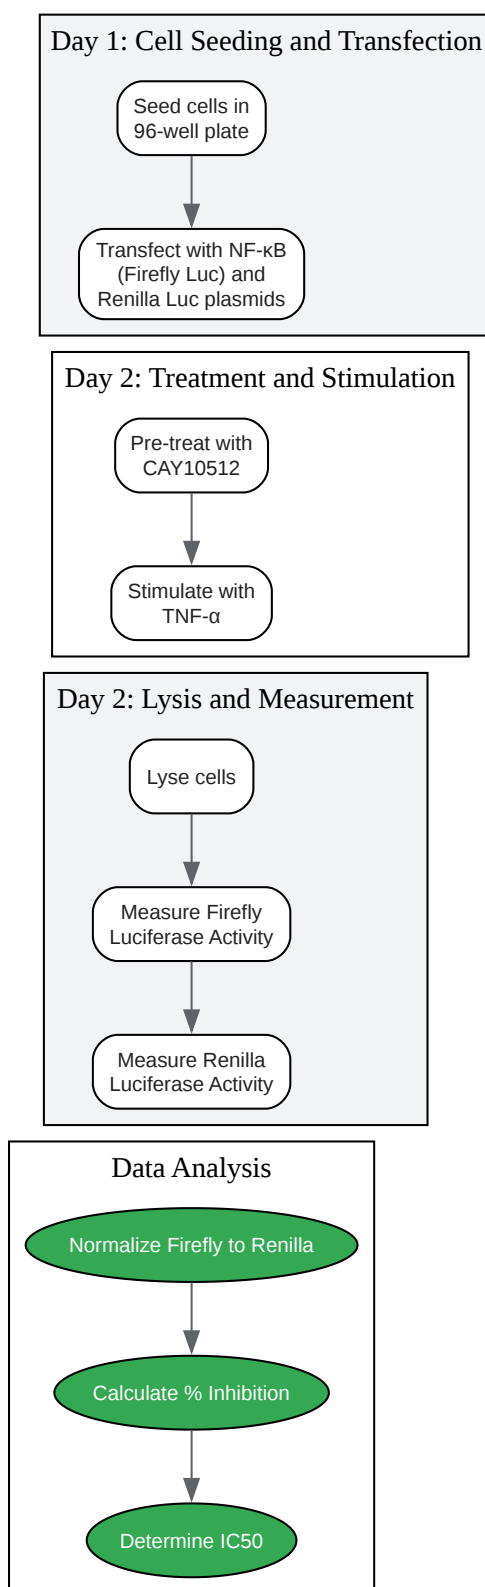 Day 1: Cell Seeding and Transfection
Seed cells in
96-well plate
Transfect with NF-κB
(Firefly Luc) and
Renilla Luc plasmids
Day 2: Treatment and Stimulation
Pre-treat with
CAY10512
Stimulate with
TNF-α
Day 2: Lysis and Measurement
Lyse cells
Measure Firefly
Luciferase Activity
Measure Renilla
Luciferase Activity
Data Analysis
Normalize Firefly to Renilla
Calculate % Inhibition
Determine IC50